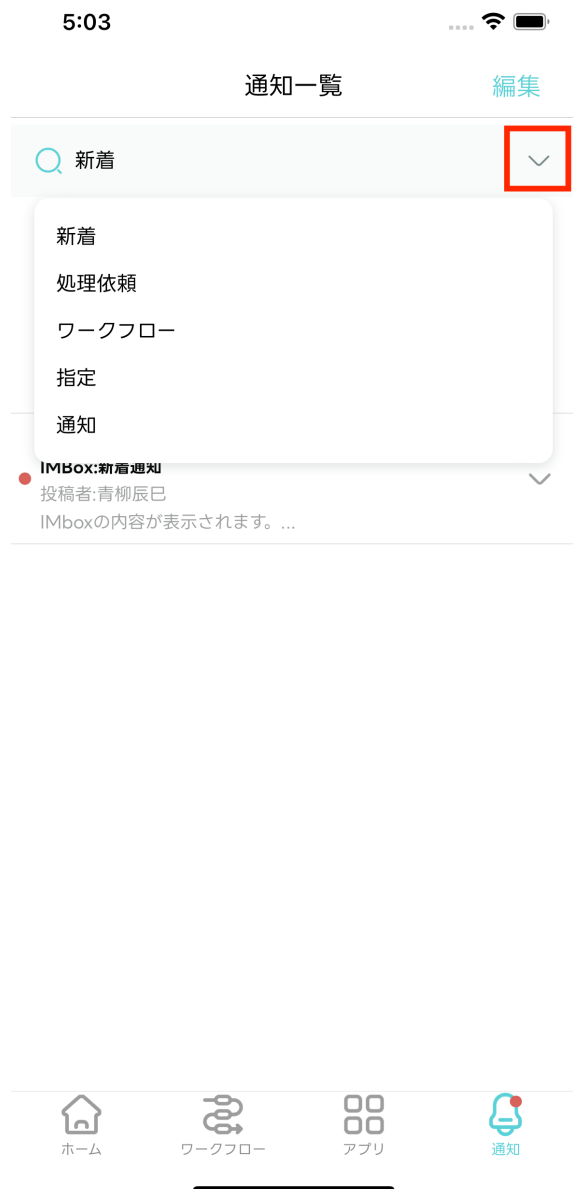 5:03
通知一覧
編集
新着
新着
処理依頼
ワークフロー
指定
通知
IMBox:新着通知
投稿者:青柳辰巳
IMboxの内容が表示されます。...
ホーム
ワークフロー
アプリ
通知